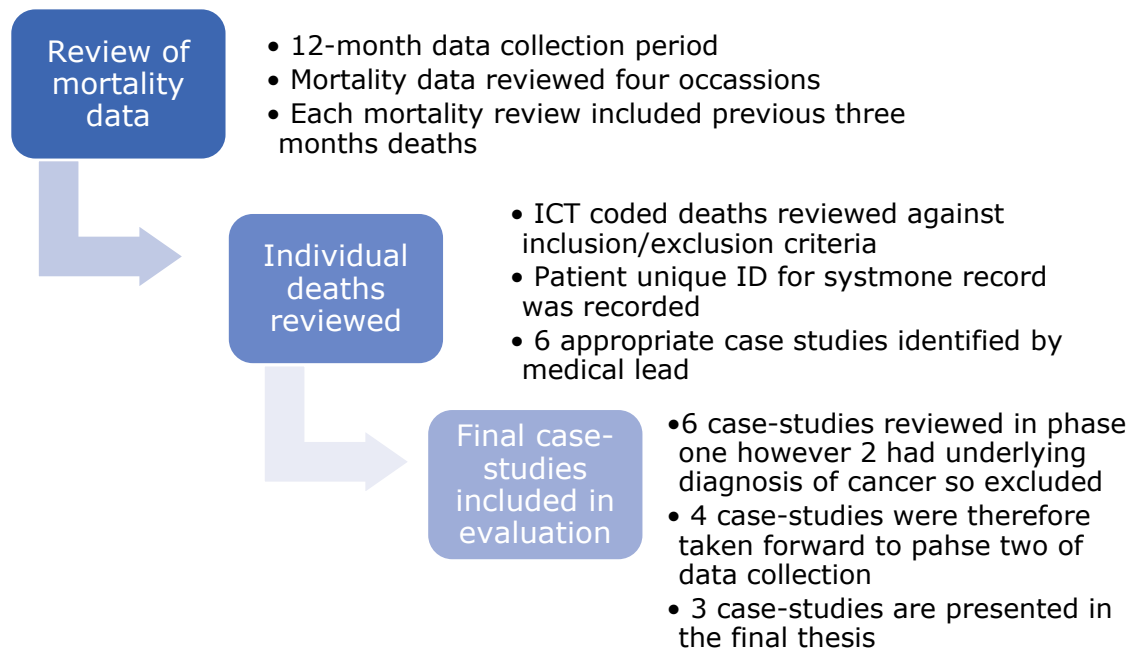 Review of
mortality
data
• 12-month data collection period
• Mortality data reviewed four occassions
• Each mortality review included previous three
months deaths
Individual
deaths
reviewed
• ICT coded deaths reviewed against
inclusion/exclusion criteria
• Patient unique ID for systmone record
was recorded
• 6 appropriate case studies identified by
medical lead
Final case-
studies
included in
evaluation
•6 case-studies reviewed in phase
one however 2 had underlying
diagnosis of cancer so excluded
• 4 case-studies were therefore
taken forward to pahse two of
data collection
• 3 case-studies are presented in
the final thesis